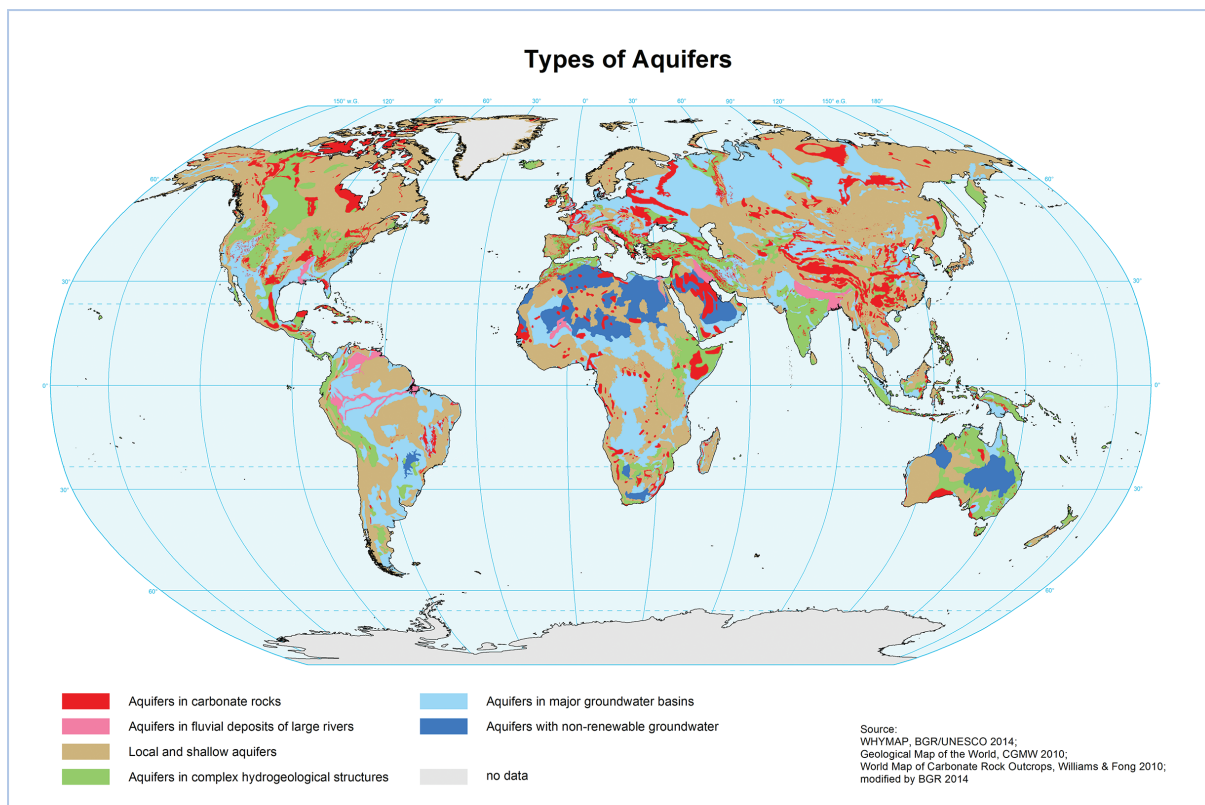 Types of Aquifers
150° w.G. 120° 90° 60° 30° 0° 30° 60° 90° 120° 150° w.G. 180°
60° 60°
30° 30°
0° 0°
30° 30°
60° 60°
Aquifers in carbonate rocks
Aquifers in fluvial deposits of large rivers
Local and shallow aquifers
Aquifers in complex hydrogeological structures
Aquifers in major groundwater basins
Aquifers with non-renewable groundwater
no data
Source:
WHYMAP, BGR/UNESCO 2014;
Geological Map of the World, CGMW 2010;
World Map of Carbonate Rock Outcrops, Williams & Fong 2010;
modified by BGR 2014